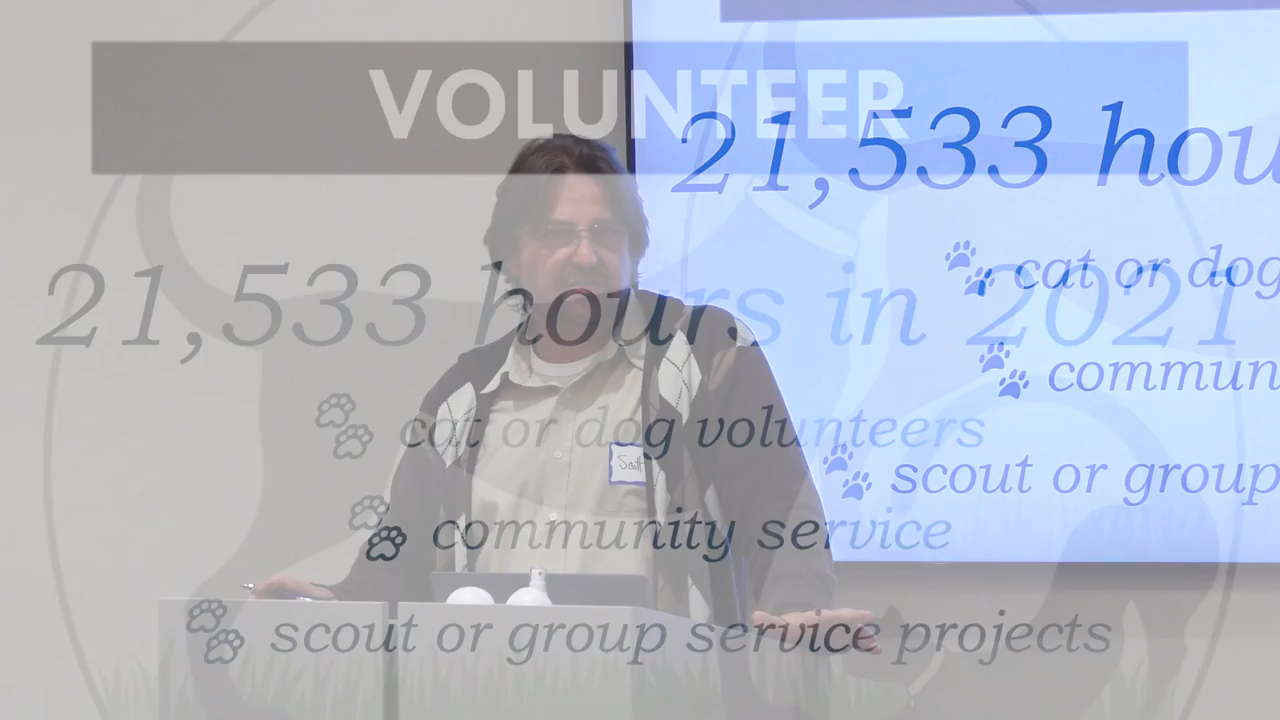 VOLUNTEER
21,533 hours in 2021
cat or dog volunteers
community service
scout or group service projects
21,533 hou
cat or dog
commun
scout or group
Scott